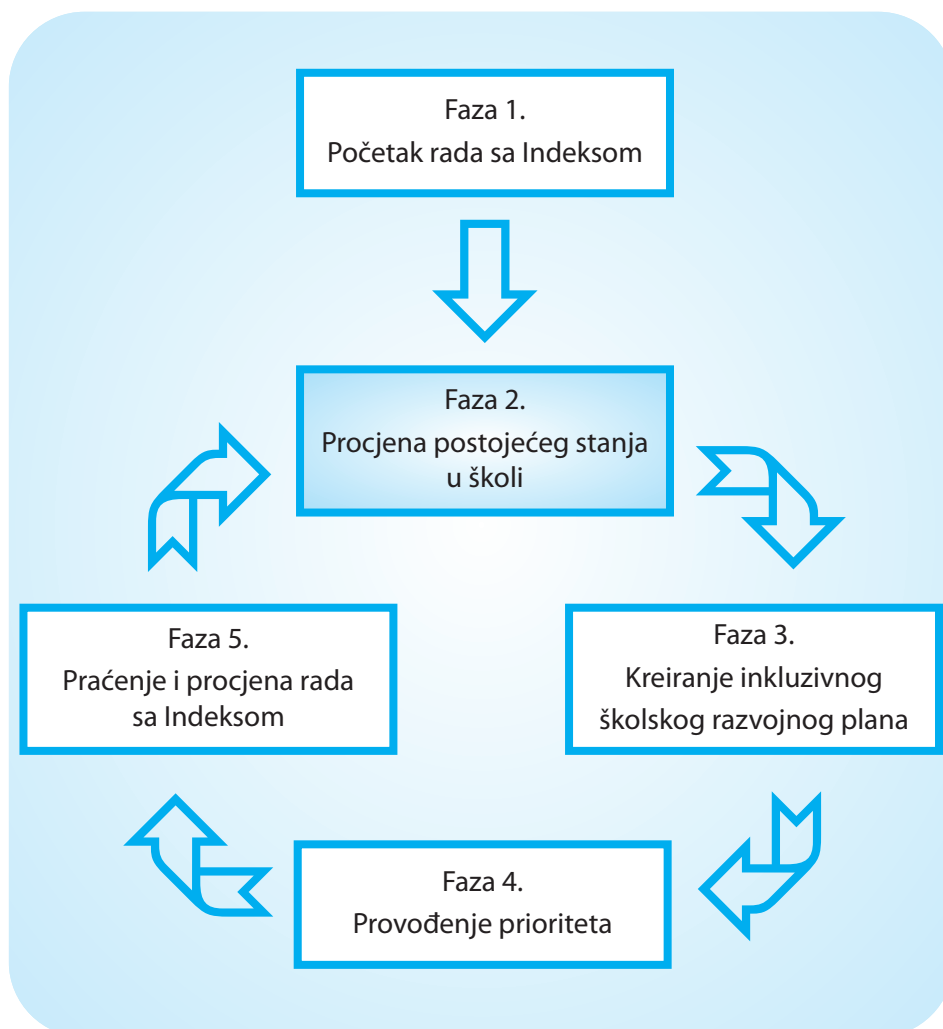 Faza 1.
Početak rada sa Indeksom
Faza 2.
Procjena postojećeg stanja
u školi
Faza 3.
Kreiranje inkluzivnog
školskog razvojnog plana
Faza 4.
Provođenje prioriteta
Faza 5.
Praćenje i procjena rada
sa Indeksom